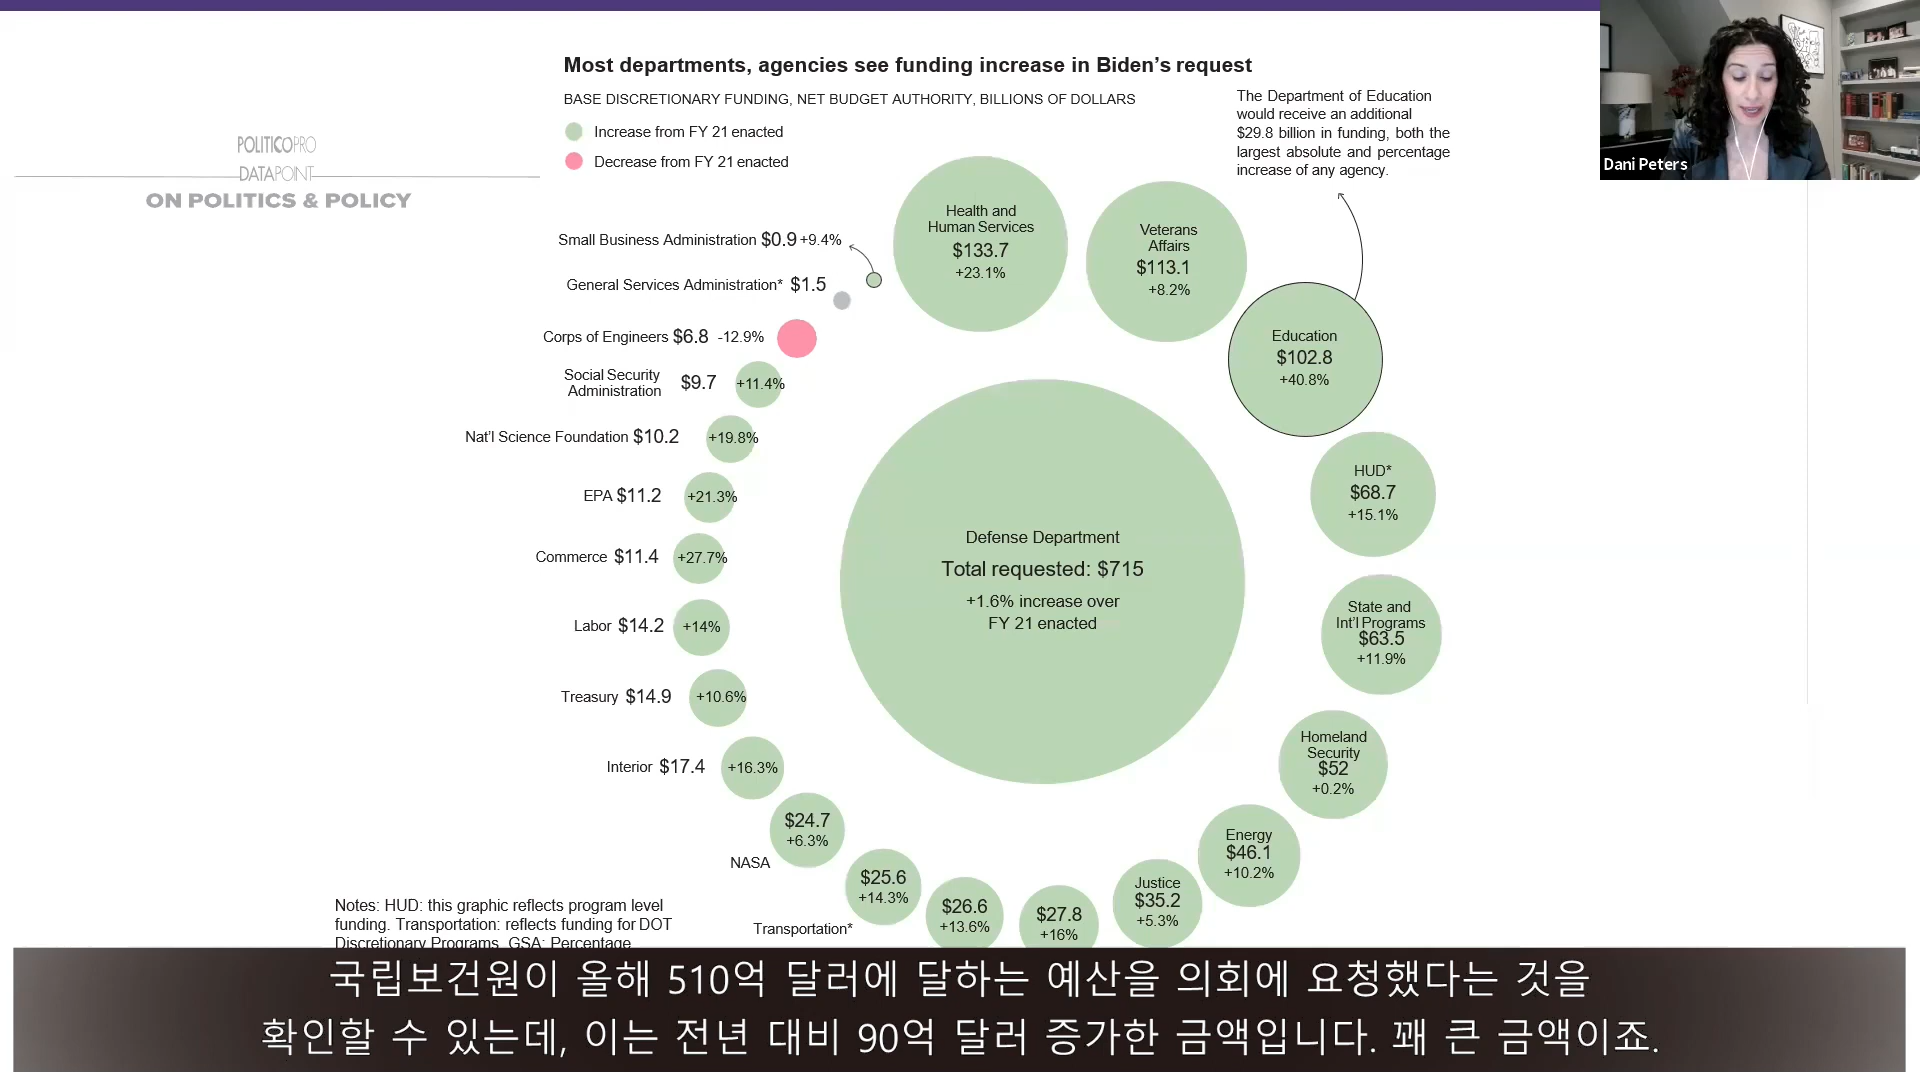 Most departments, agencies see funding increase in Biden’s request
BASE DISCRETIONARY FUNDING, NET BUDGET AUTHORITY, BILLIONS OF DOLLARS
Increase from FY 21 enacted
Decrease from FY 21 enacted
POLITICOPRO
DATAPOINT
ON POLITICS & POLICY
The Department of Education
would receive an additional
$29.8 billion in funding, both the
largest absolute and percentage
increase of any agency.
Dani Peters
Health and
Human Services
$133.7
+23.1%
Veterans
Affairs
$113.1
+8.2%
Education
$102.8
+40.8%
HUD*
$68.7
+15.1%
State and
Int’l Programs
$63.5
+11.9%
Homeland
Security
$52
+0.2%
Energy
$46.1
+10.2%
Justice
$35.2
+5.3%
$27.8
+16%
$26.6
+13.6%
$25.6
+14.3%
Transportation*
$24.7
+6.3%
NASA
Interior $17.4 +16.3%
Treasury $14.9 +10.6%
Labor $14.2 +14%
Commerce $11.4 +27.7%
EPA $11.2 +21.3%
Nat’l Science Foundation $10.2 +19.8%
Social Security
Administration $9.7 +11.4%
Corps of Engineers $6.8 -12.9%
General Services Administration* $1.5
Small Business Administration $0.9 +9.4%
Defense Department
Total requested: $715
+1.6% increase over
FY 21 enacted
Notes: HUD: this graphic reflects program level
funding. Transportation: reflects funding for DOT
Discretionary Programs. GSA: Percentage
국립보건원이 올해 510억 달러에 달하는 예산을 의회에 요청했다는 것을
확인할 수 있는데, 이는 전년 대비 90억 달러 증가한 금액입니다. 꽤 큰 금액이죠.